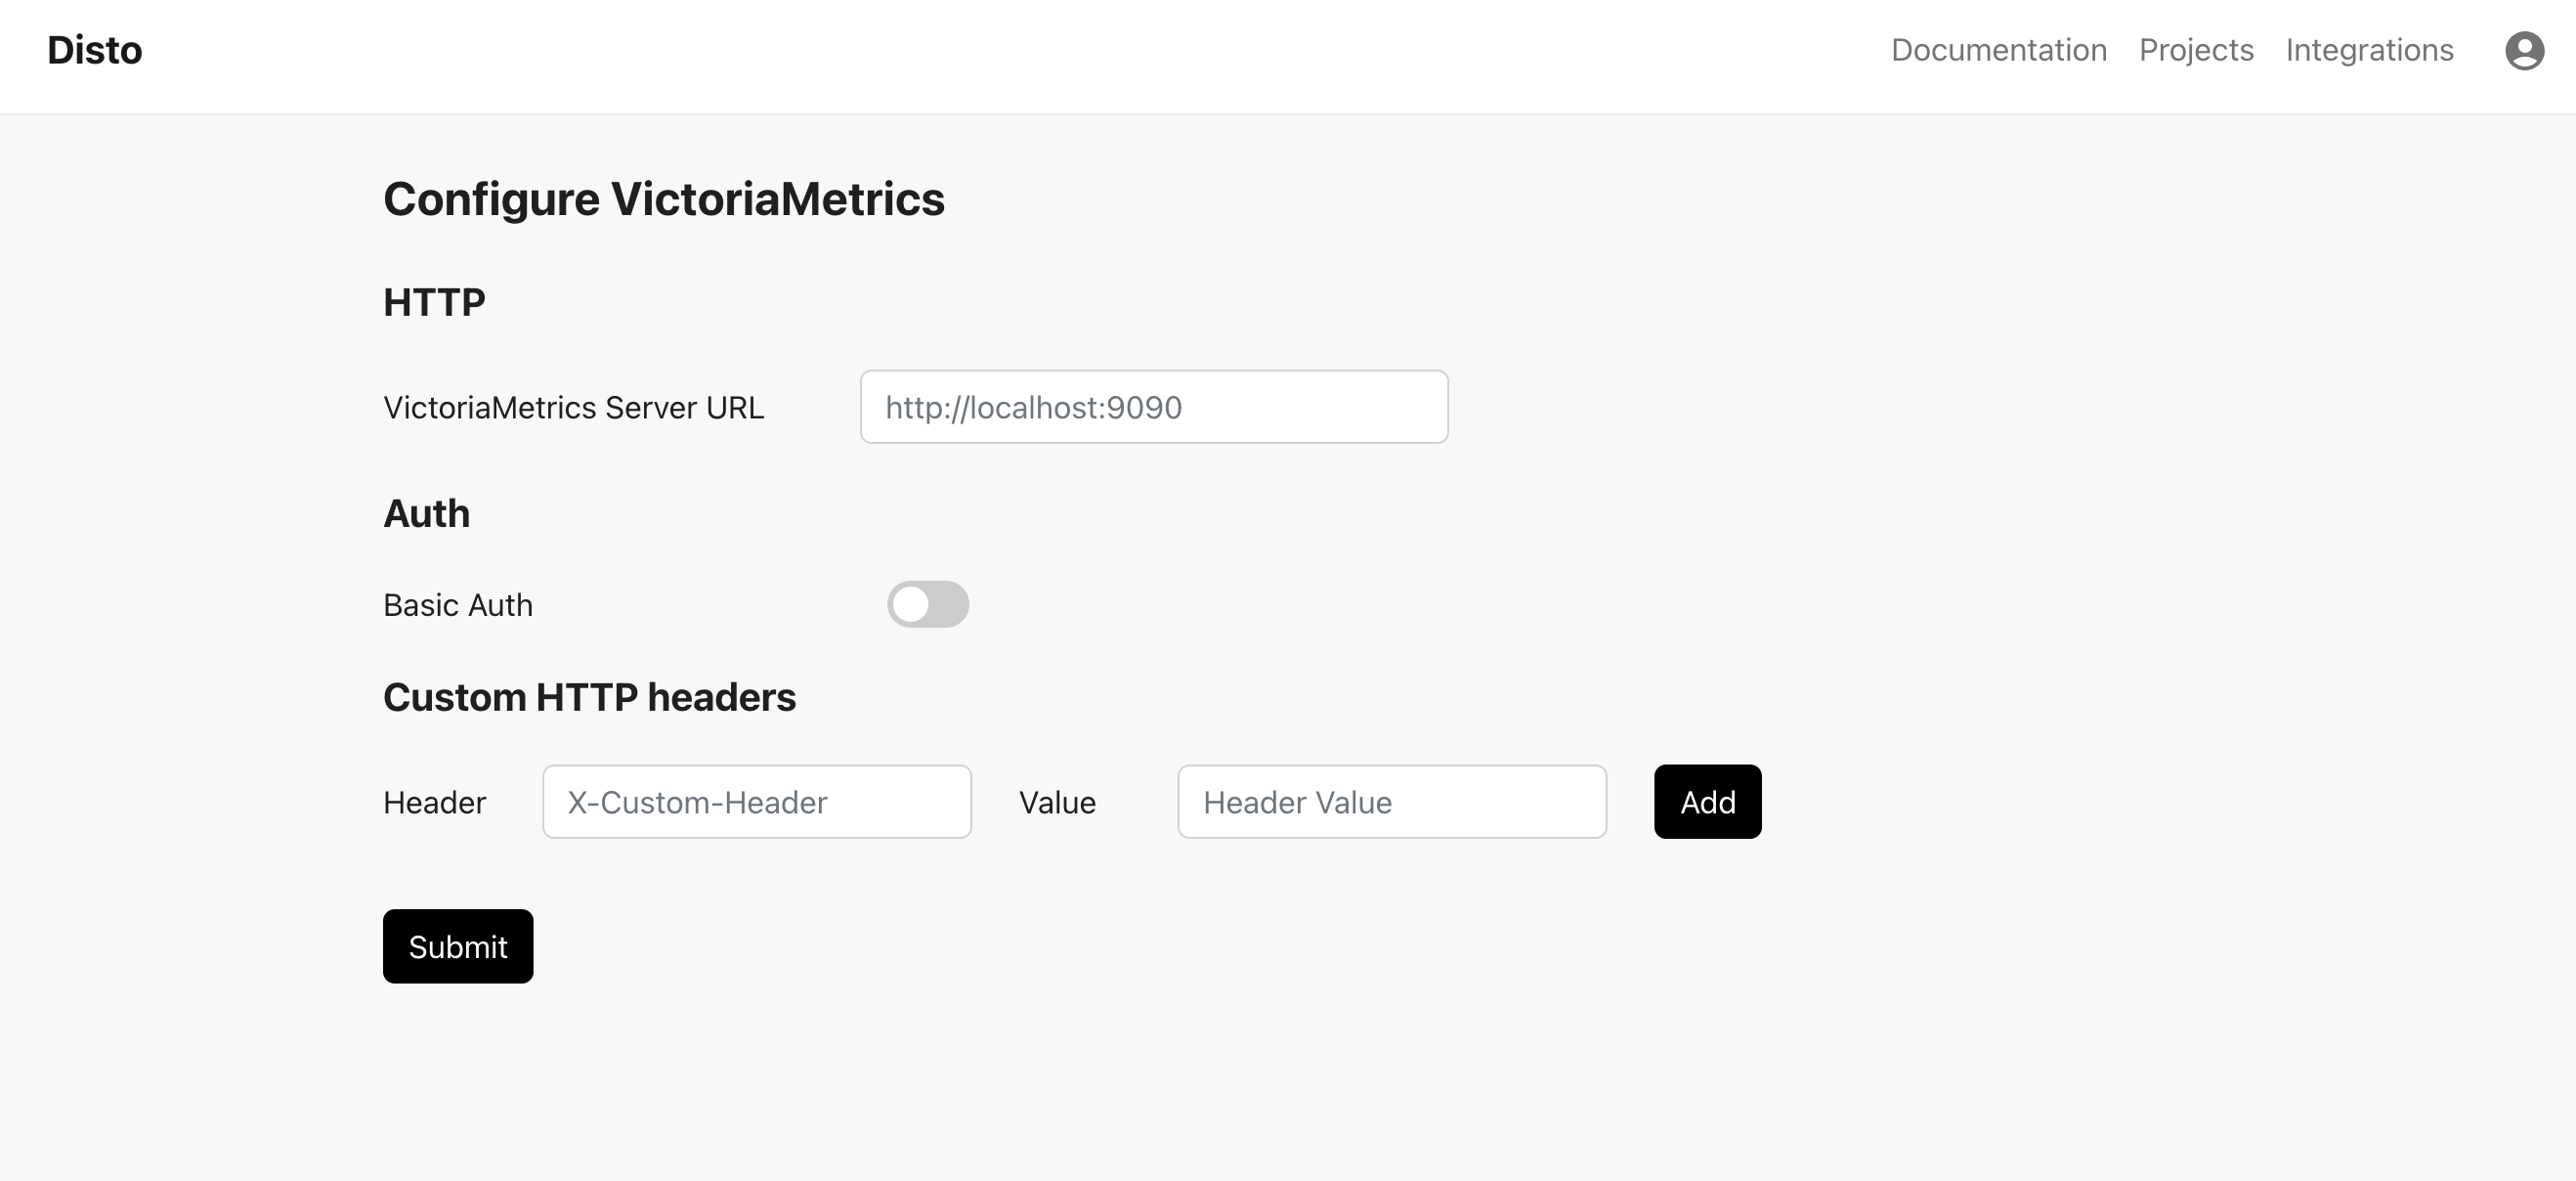 Disto
Documentation Projects Integrations
Configure VictoriaMetrics
HTTP
VictoriaMetrics Server URL http://localhost:9090
Auth
Basic Auth
Custom HTTP headers
Header X-Custom-Header Value Header Value Add
Submit